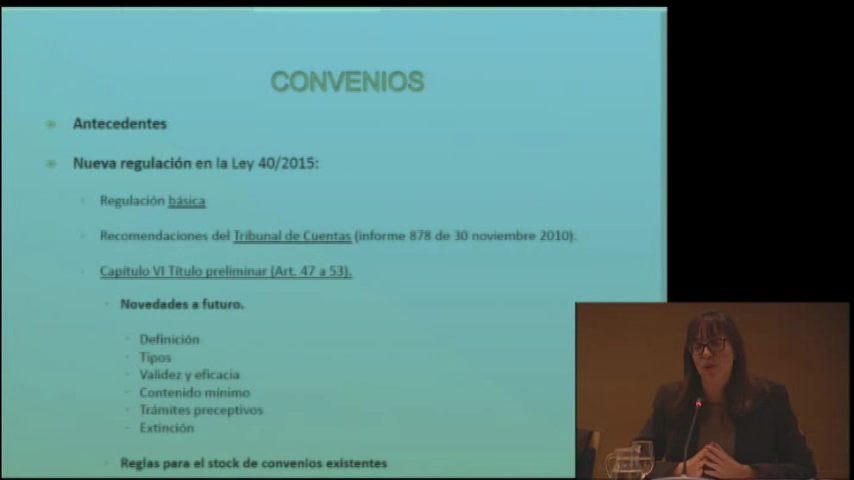 CONVENIOS
Antecedentes
Nueva regulación en la Ley 40/2015:
Regulación básica
Recomendaciones del Tribunal de Cuentas (informe 878 de 30 noviembre 2010).
Capítulo VI Título preliminar (Art. 47 a 53).
Novedades a futuro.
Definición
Tipos
Validez y eficacia
Contenido mínimo
Trámites preceptivos
Extinción
Reglas para el stock de convenios existentes